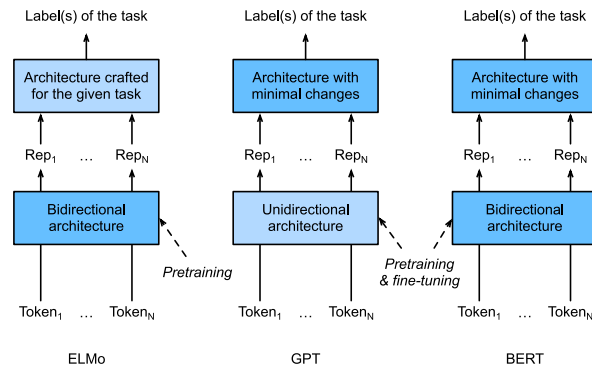 Label(s) of the task
Architecture crafted
for the given task
Rep1 … RepN
Bidirectional
architecture
Pretraining
Token1 … TokenN
ELMo
Label(s) of the task
Architecture with
minimal changes
Rep1 … RepN
Unidirectional
architecture
Pretraining
& fine-tuning
Token1 … TokenN
GPT
Label(s) of the task
Architecture with
minimal changes
Rep1 … RepN
Bidirectional
architecture
Token1 … TokenN
BERT